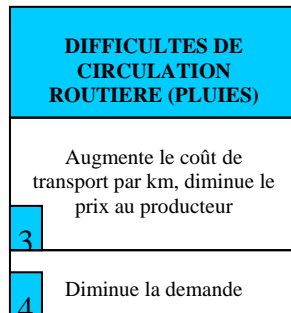 DIFFICULTES DE
CIRCULATION
ROUTIERE (PLUIES)
Augmente le coût de
transport par km, diminue le
prix au producteur
3
Diminue la demande
4